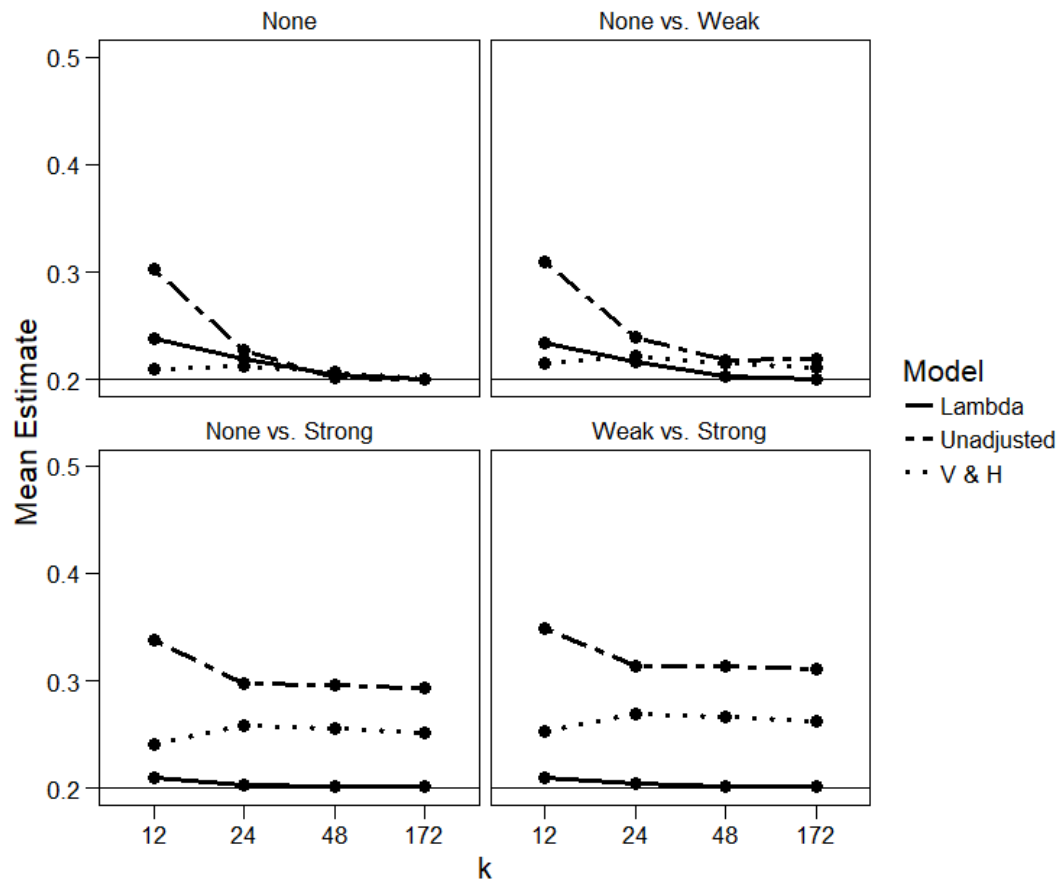 None
None vs. Weak
0.5
0.4
0.3
0.2
None vs. Strong
Weak vs. Strong
0.5
0.4
0.3
0.2
12 24 48 172
12 24 48 172
Mean Estimate
k
Model
Lambda
Unadjusted
V & H